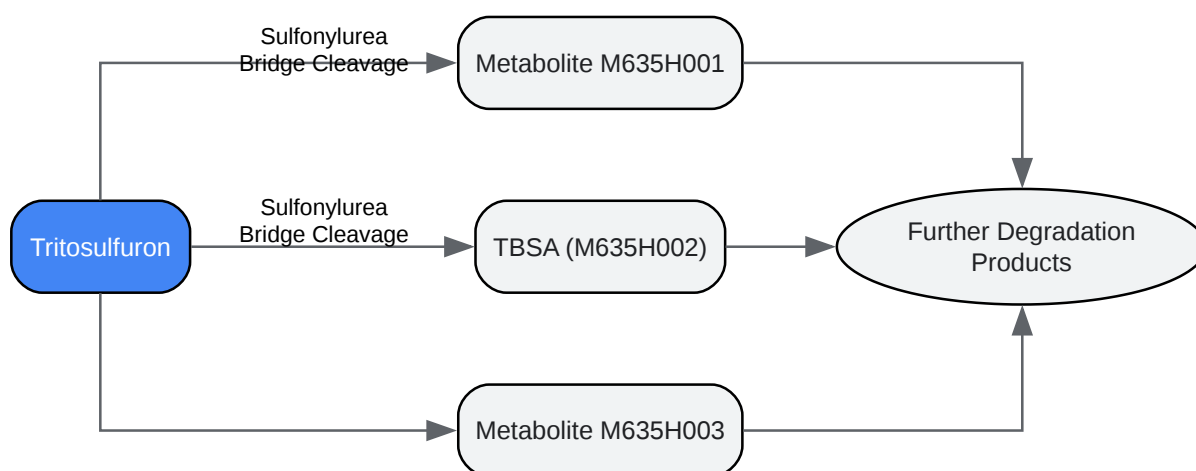 Sulfonylurea
Bridge Cleavage
Metabolite M635H001
Tritosulfuron
Sulfonylurea
Bridge Cleavage
TBSA (M635H002)
Further Degradation
Products
Metabolite M635H003